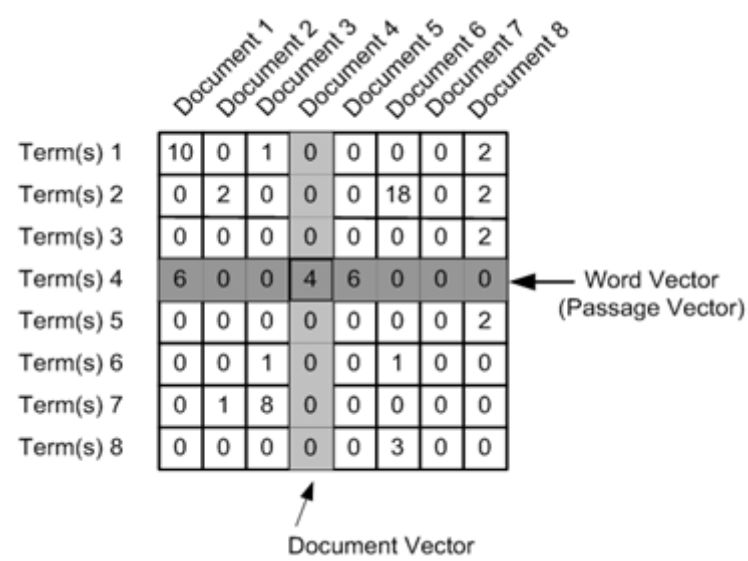 Document 1 Document 2 Document 3 Document 4 Document 5 Document 6 Document 7 Document 8
Term(s) 1 10 0 1 0 0 0 0 2
Term(s) 2 0 2 0 0 0 18 0 2
Term(s) 3 0 0 0 0 0 0 0 2
Term(s) 4 6 0 0 4 6 0 0 0 Word Vector
(Passage Vector)
Term(s) 5 0 0 0 0 0 0 0 2
Term(s) 6 0 0 1 0 0 1 0 0
Term(s) 7 0 1 8 0 0 0 0 0
Term(s) 8 0 0 0 0 0 3 0 0
Document Vector